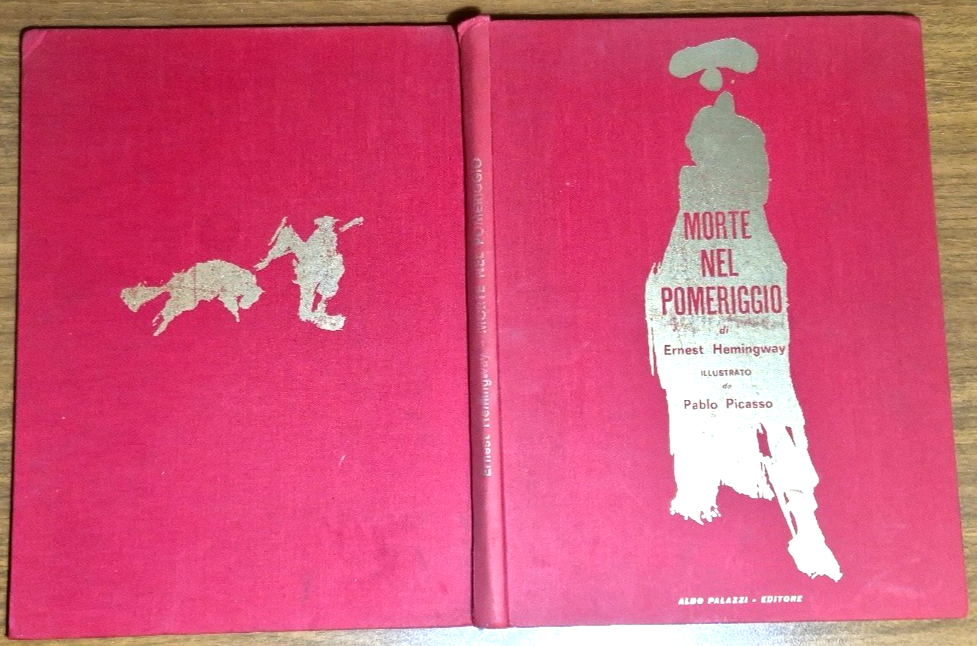 Ernest Hemingway - MORTE NEL POMERIGGIO
MORTE
NEL
POMERIGGIO
di
Ernest Hemingway
ILLUSTRATO
da
Pablo Picasso
ALDO PALAZZI - EDITORE